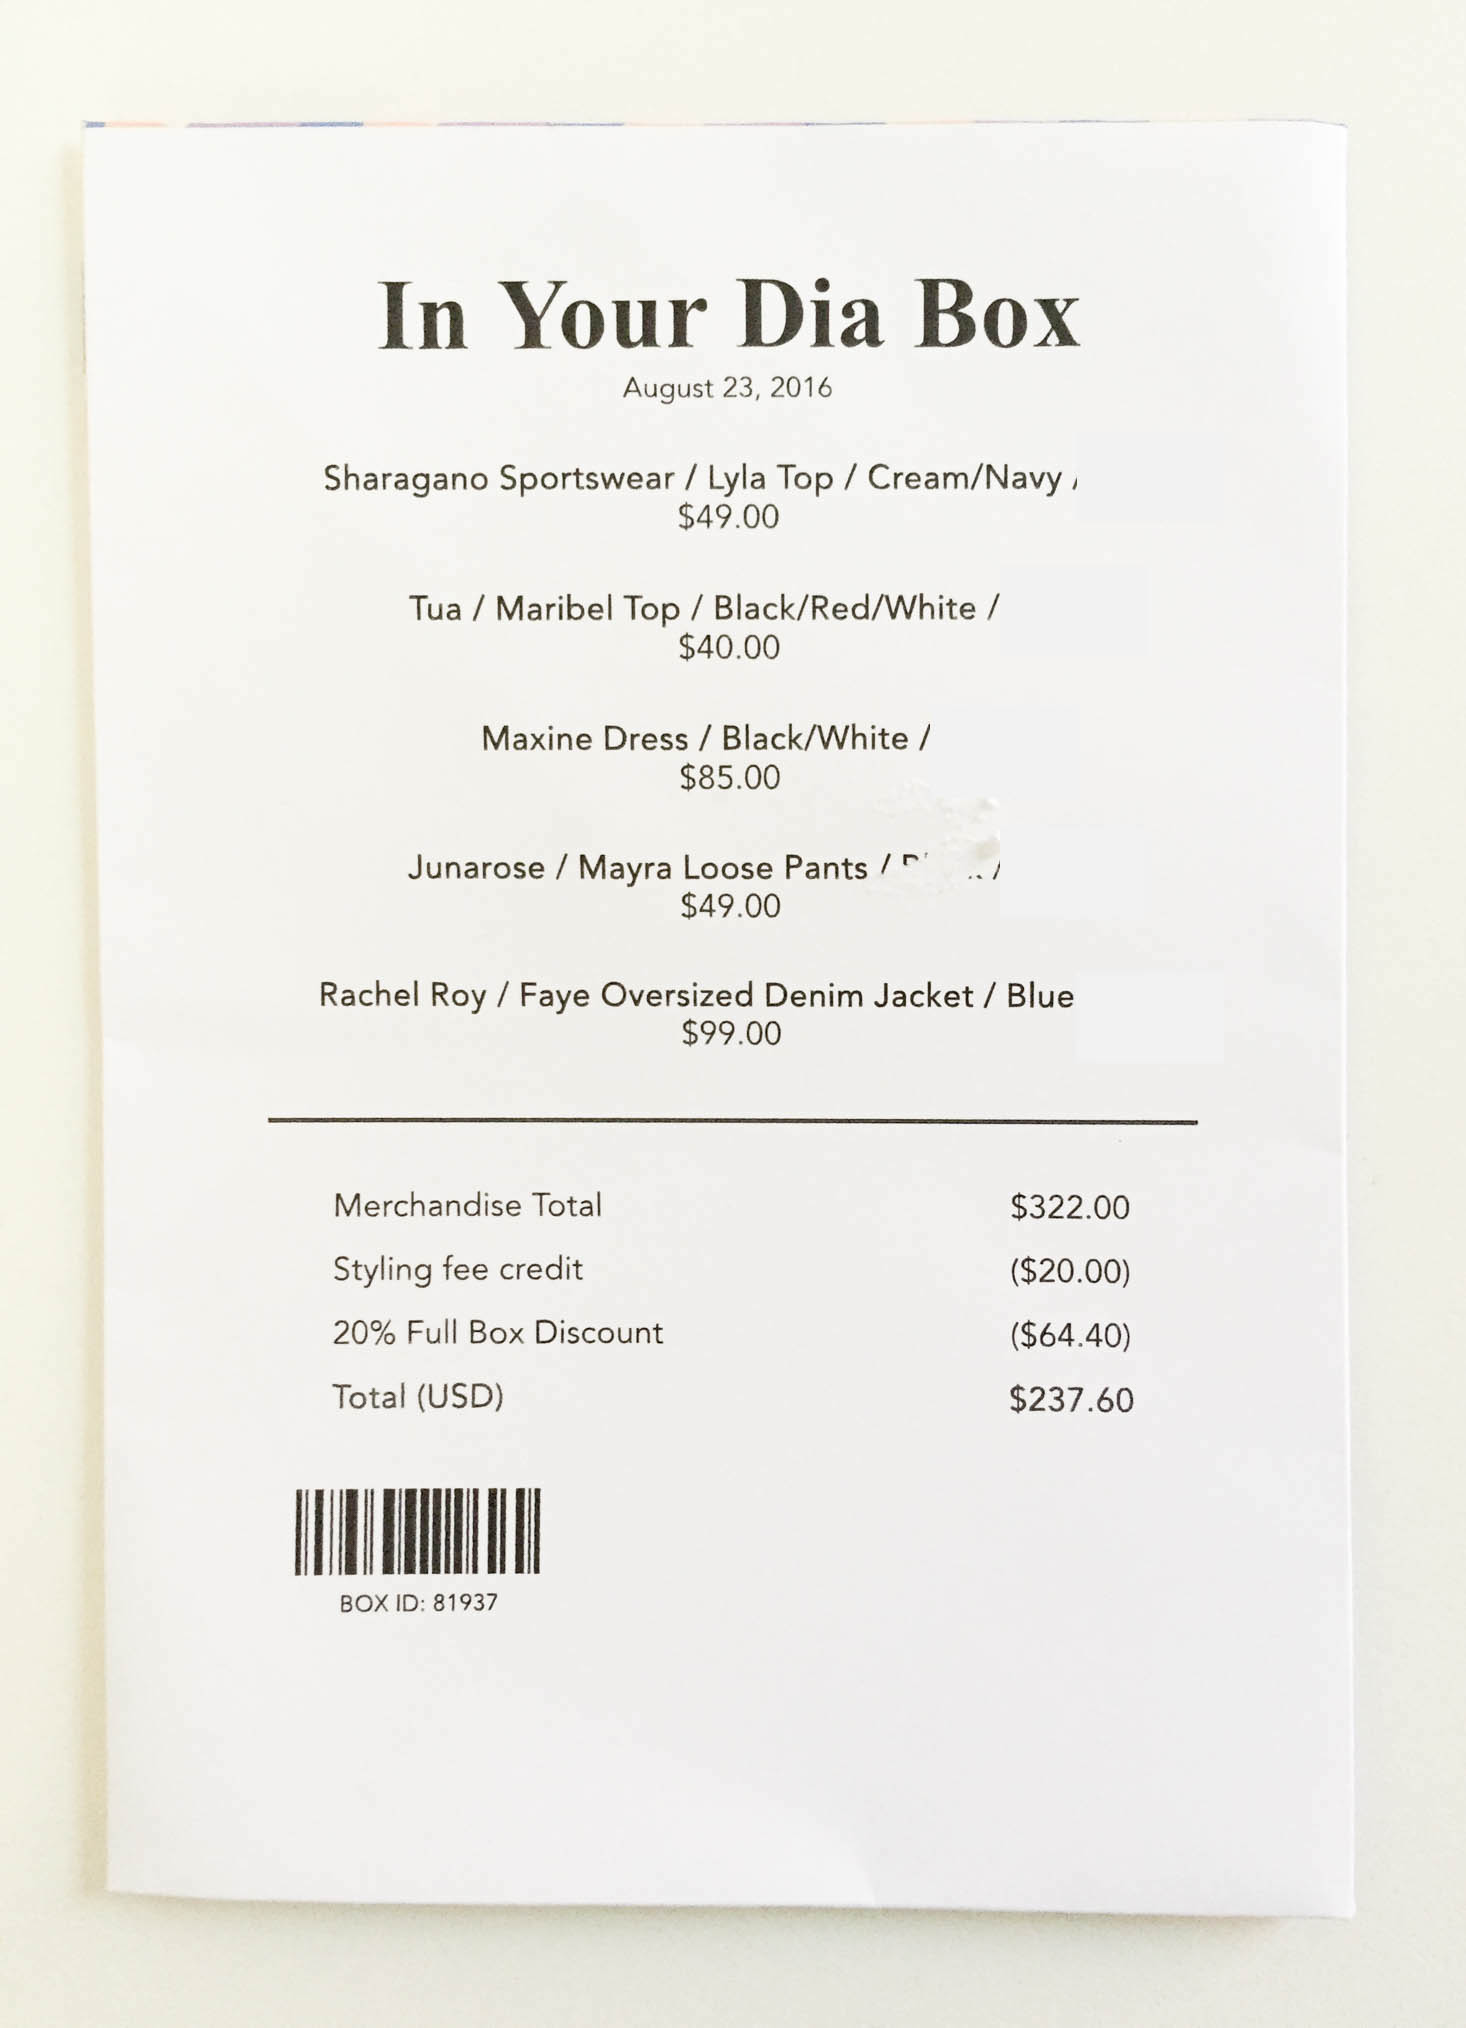 In Your Dia Box
August 23, 2016
Sharagano Sportswear / Lyla Top / Cream/Navy /
$49.00
Tua / Maribel Top / Black/Red/White /
$40.00
Maxine Dress / Black/White /
$85.00
Junarose / Mayra Loose Pants / /
$49.00
Rachel Roy / Faye Oversized Denim Jacket / Blue
$99.00
Merchandise Total $322.00
Styling fee credit ($20.00)
20% Full Box Discount ($64.40)
Total (USD) $237.60
BOX ID: 81937